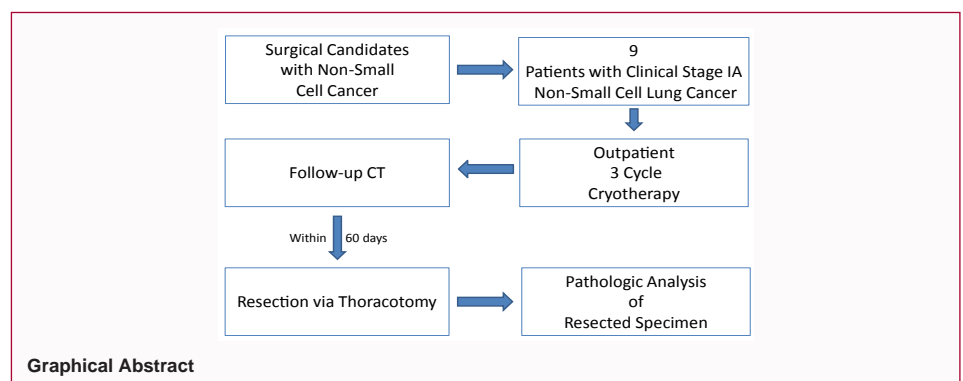 Surgical Candidates
with Non-Small
Cell Cancer
9
Patients with Clinical Stage IA
Non-Small Cell Lung Cancer
Outpatient
3 Cycle
Cryotherapy
Follow-up CT
Within 60 days
Resection via Thoracotomy
Pathologic Analysis
of
Resected Specimen
Graphical Abstract